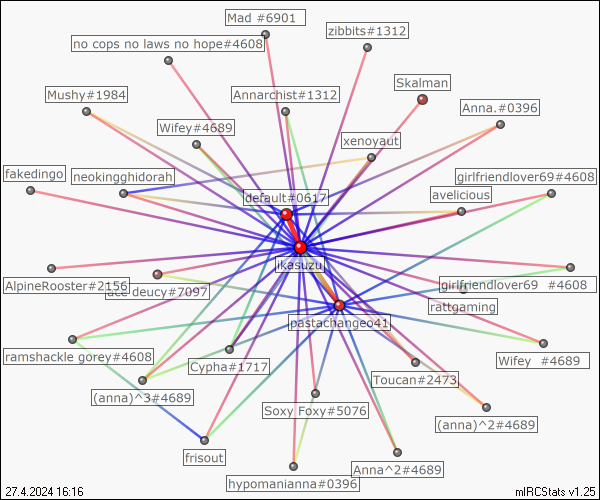 Mad #6901
zibbits#1312
no cops no laws no hope#4608
Skalman
Mushy#1984
Annarchist#1312
Anna.#0396
Wifey#4689
xenoyaut
fakedingo
neokingghidorah
girlfriendlover69#4608
default#0617
avelicious
ikasuzu
AlpineRooster#2156
ace deucy#7097
girlfriendlover69 #4608
rattgaming
pastachangeo41
ramshackle gorey#4608
Cypha#1717
Wifey #4689
Toucan#2473
(anna)^3#4689
Soxy Foxy#5076
(anna)^2#4689
frisout
Anna^2#4689
hypomanianna#0396
27.4.2024 16:16
mIRCStats v1.25